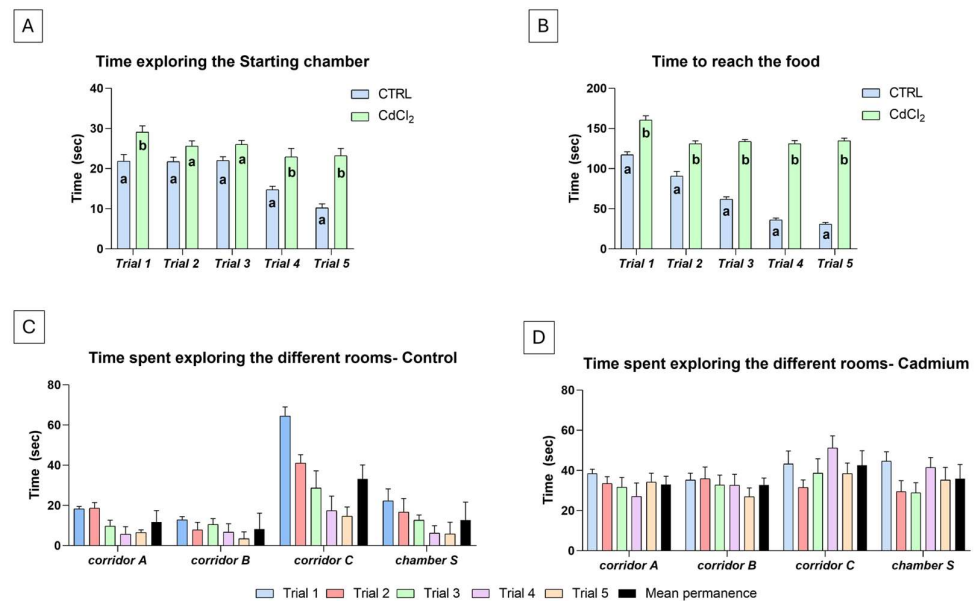 A
Time exploring the Starting chamber
40
30
20
10
0
Time (sec)
CTRL
CdCl₂
a b a a a a a b a b
Trial 1 Trial 2 Trial 3 Trial 4 Trial 5
B
Time to reach the food
200
150
100
50
0
Time (sec)
CTRL
CdCl₂
a b a b a b a b a b
Trial 1 Trial 2 Trial 3 Trial 4 Trial 5
C
Time spent exploring the different rooms- Control
80
60
40
20
0
Time (sec)
corridor A corridor B corridor C chamber S
D
Time spent exploring the different rooms- Cadmium
80
60
40
20
0
Time (sec)
corridor A corridor B corridor C chamber S
Trial 1 Trial 2 Trial 3 Trial 4 Trial 5 Mean permanence